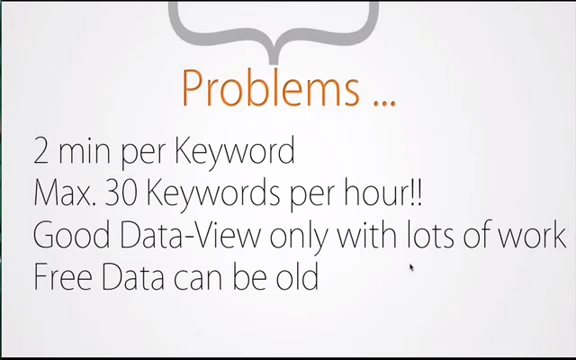 Problems ...
2 min per Keyword
Max. 30 Keywords per hour!!
Good Data-View only with lots of work
Free Data can be old